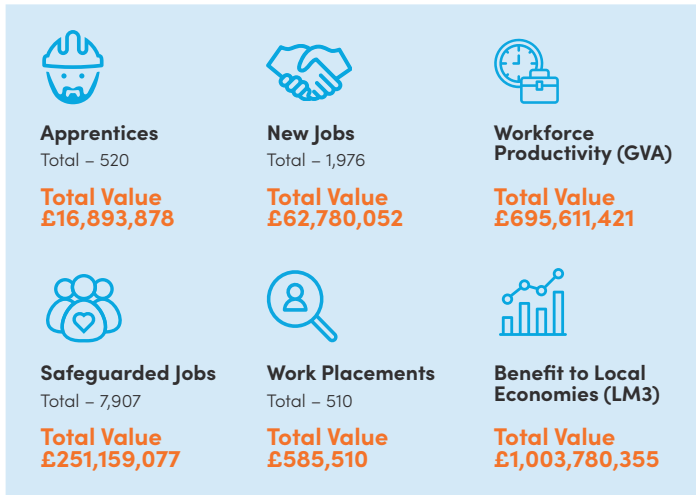 Apprentices
Total – 520
Total Value
£16,893,878
New Jobs
Total – 1,976
Total Value
£62,780,052
Workforce
Productivity (GVA)
Total Value
£695,611,421
Safeguarded Jobs
Total – 7,907
Total Value
£251,159,077
Work Placements
Total – 510
Total Value
£585,510
Benefit to Local
Economies (LM3)
Total Value
£1,003,780,355